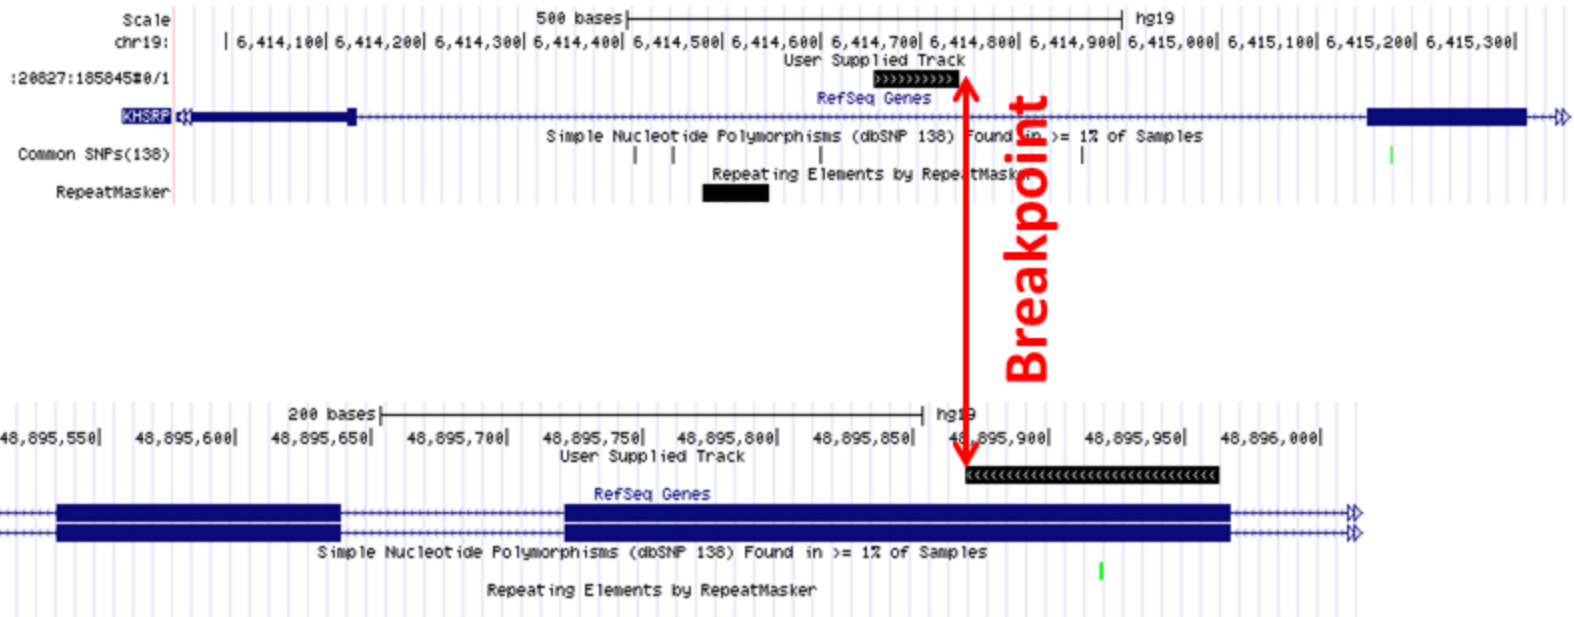 Scale 500 bases hg19
chr19: 6,414,100 6,414,200 6,414,300 6,414,400 6,414,500 6,414,600 6,414,700 6,414,800 6,414,900 6,415,000 6,415,100 6,415,200 6,415,300
User Supplied Track
:20827:185845#0/1
RefSeq Genes
KHSRP
Simple Nucleotide Polymorphisms (dbSNP 138) Found in >= 1% of Samples
Common SNPs(138)
Repeating Elements by RepeatMasker
RepeatMasker
Breakpoint
200 bases hg19
48,895,550 48,895,600 48,895,650 48,895,700 48,895,750 48,895,800 48,895,850 48,895,900 48,895,950 48,896,000
User Supplied Track
RefSeq Genes
Simple Nucleotide Polymorphisms (dbSNP 138) Found in >= 1% of Samples
Repeating Elements by RepeatMasker